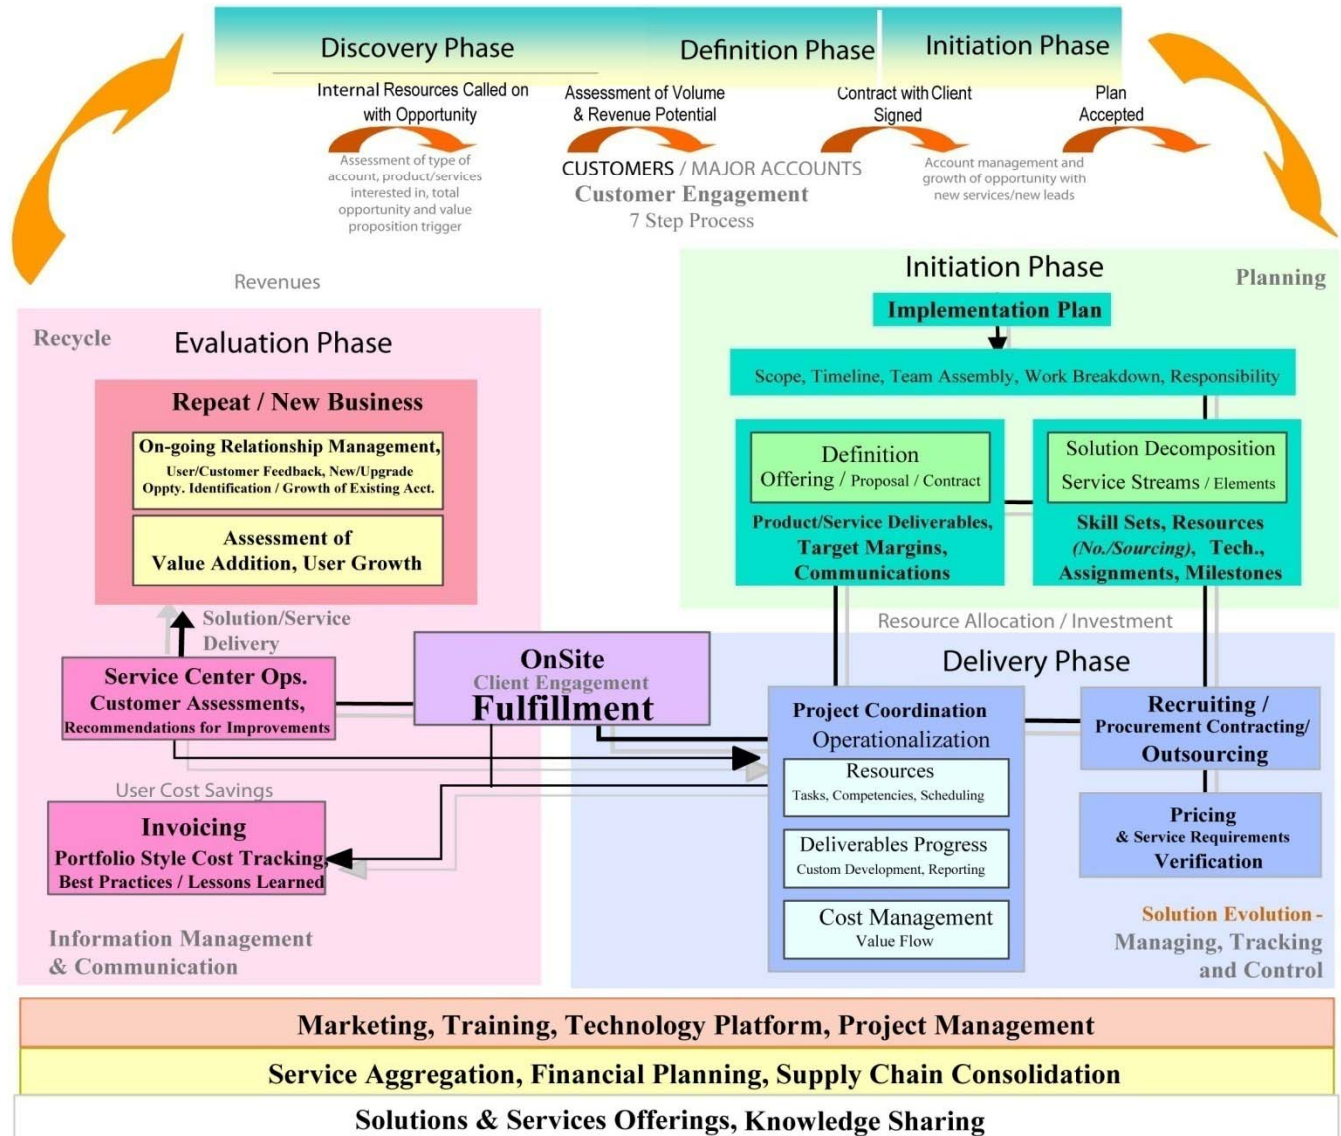 Discovery Phase
Definition Phase
Initiation Phase
Internal Resources Called on
with Opportunity
Assessment of Volume
& Revenue Potential
Contract with Client
Signed
Plan
Accepted
Assessment of type of
account, product/services
interested in, total
opportunity and value
proposition trigger
CUSTOMERS / MAJOR ACCOUNTS
Customer Engagement
7 Step Process
Account management and
growth of opportunity with
new services/new leads
Revenues
Initiation Phase
Planning
Implementation Plan
Scope, Timeline, Team Assembly, Work Breakdown, Responsibility
Definition
Offering / Proposal / Contract
Product/Service Deliverables,
Target Margins,
Communications
Solution Decomposition
Service Streams / Elements
Skill Sets, Resources
(No./Sourcing), Tech.,
Assignments, Milestones
Recycle
Evaluation Phase
Repeat / New Business
On-going Relationship Management,
User/Customer Feedback, New/Upgrade
Oppty. Identification / Growth of Existing Acct.
Assessment of
Value Addition, User Growth
Solution/Service
Delivery
Service Center Ops.
Customer Assessments,
Recommendations for Improvements
OnSite
Client Engagement
Fulfillment
Resource Allocation / Investment
Delivery Phase
Project Coordination
Operationalization
Resources
Tasks, Competencies, Scheduling
Deliverables Progress
Custom Development, Reporting
Cost Management
Value Flow
Recruiting /
Procurement Contracting/
Outsourcing
Pricing
& Service Requirements
Verification
User Cost Savings
Invoicing
Portfolio Style Cost Tracking,
Best Practices / Lessons Learned
Information Management
& Communication
Solution Evolution -
Managing, Tracking
and Control
Marketing, Training, Technology Platform, Project Management
Service Aggregation, Financial Planning, Supply Chain Consolidation
Solutions & Services Offerings, Knowledge Sharing